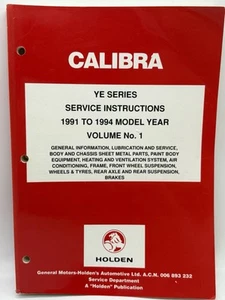 CALIBRA
YE SERIES
SERVICE INSTRUCTIONS
1991 TO 1994 MODEL YEAR
VOLUME No. 1
GENERAL INFORMATION, LUBRICATION AND SERVICE,
BODY AND CHASSIS SHEET METAL PARTS, PAINT BODY
EQUIPMENT, HEATING AND VENTILATION SYSTEM, AIR
CONDITIONING, FRAME, FRONT WHEEL SUSPENSION,
WHEELS & TYRES, REAR AXLE AND REAR SUSPENSION,
BRAKES
HOLDEN
General Motors-Holden's Automotive Ltd. A.C.N. 006 893 232
Service Department
A "Holden" Publication